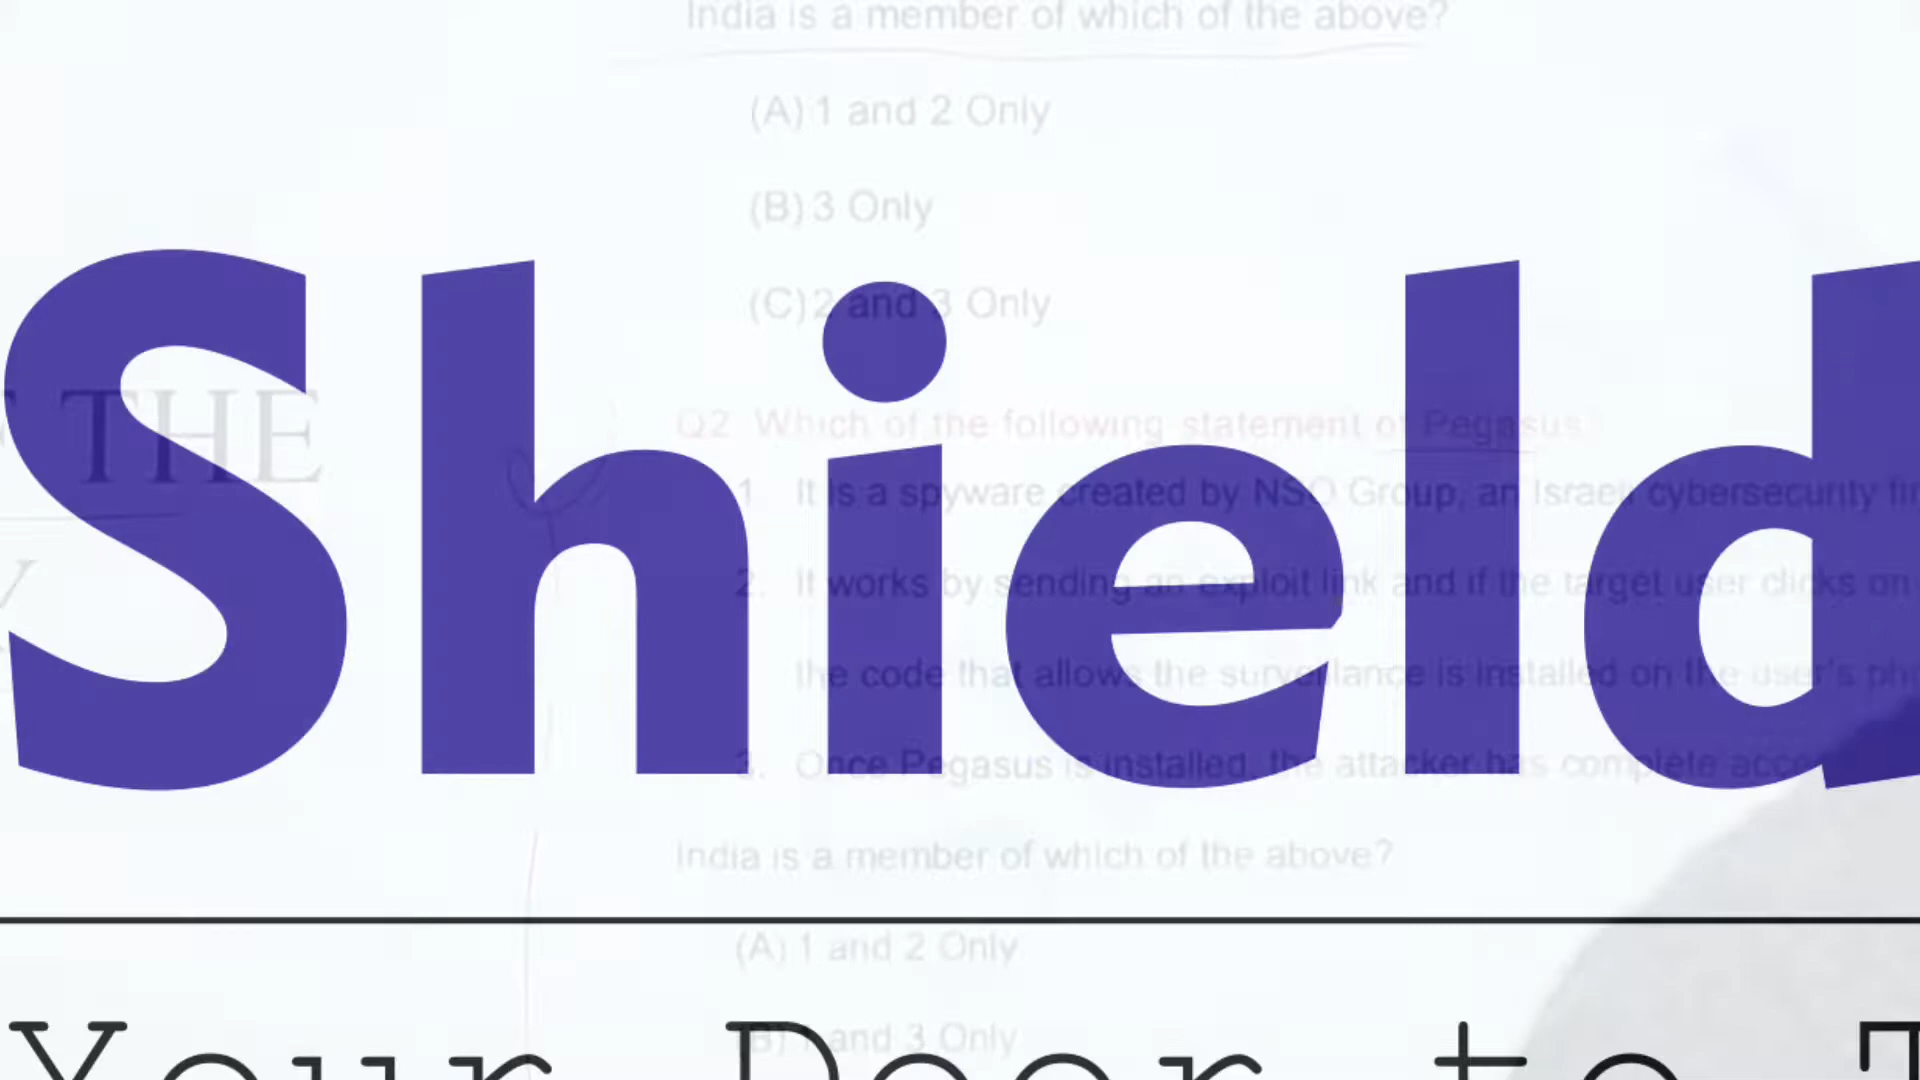 India is a member of which of the above?
(A) 1 and 2 Only
(B) 3 Only
(C) 2 and 3 Only
Shield
THE
Q2. Which of the following statement of Pegasus?
1. It is a spyware created by NSO Group, an Israeli cybersecurity
2. It works by sending an exploit link and if the target user clicks on
the code that allows the surveillance is installed on the user's
3. Once Pegasus is installed, the attacker has complete
India is a member of which of the above?
(A) 1 and 2 Only
(B) 1 and 3 Only
Your Door to